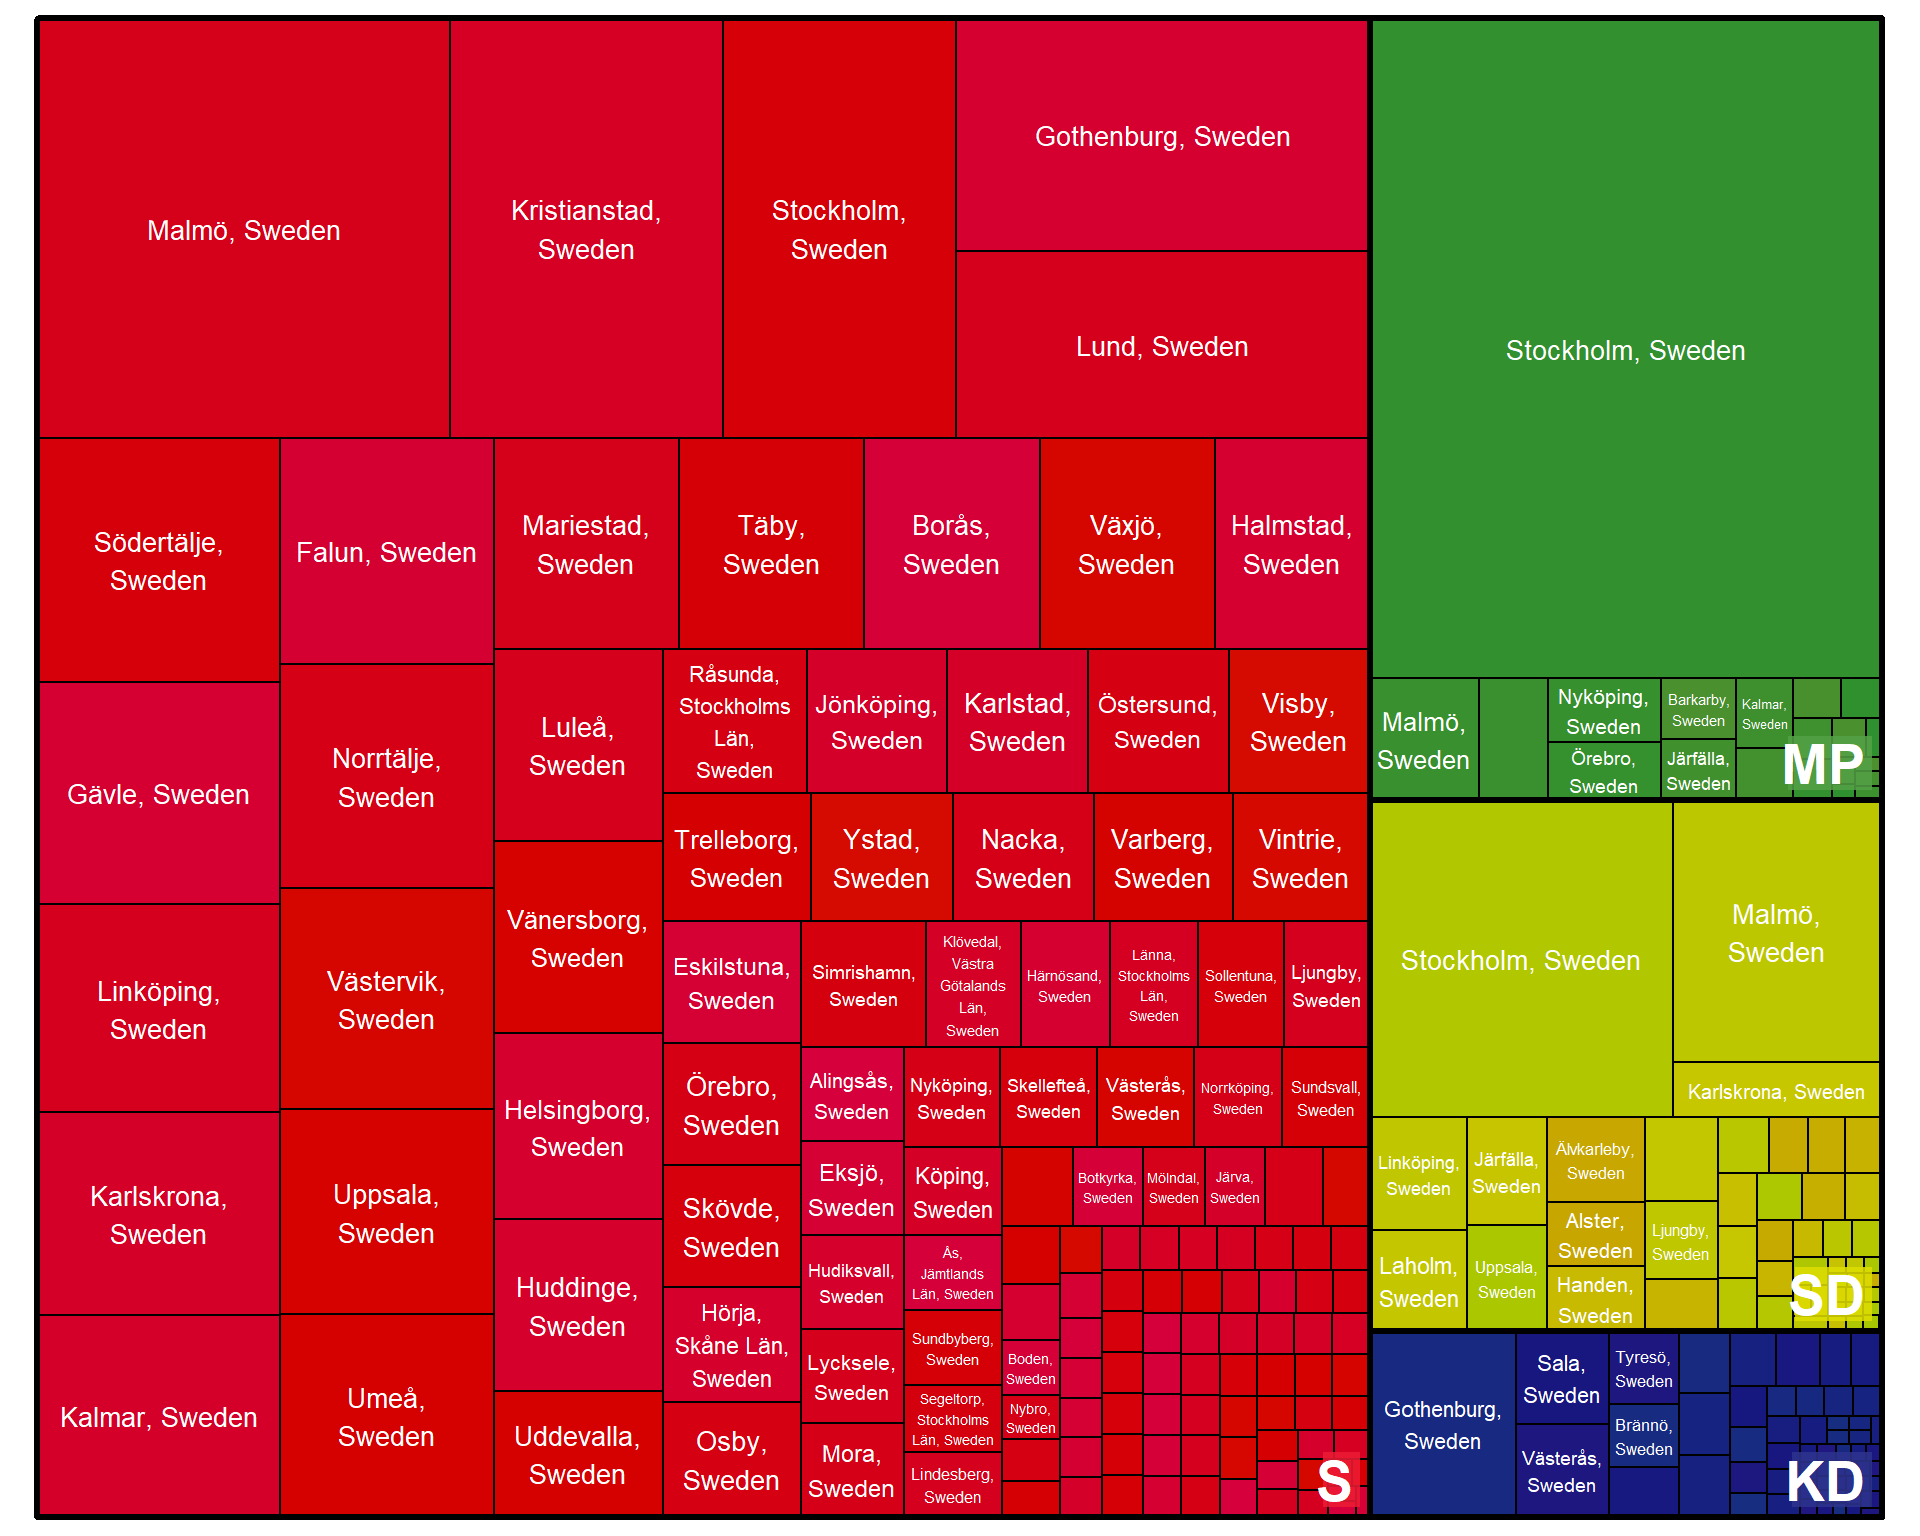 Malmö, Sweden
Kristianstad,
Sweden
Stockholm,
Sweden
Gothenburg, Sweden
Lund, Sweden
Södertälje,
Sweden
Falun, Sweden
Mariestad,
Sweden
Täby,
Sweden
Borås,
Sweden
Växjö,
Sweden
Halmstad,
Sweden
Gävle, Sweden
Norrtälje,
Sweden
Luleå,
Sweden
Råsunda,
Stockholms
Län,
Sweden
Jönköping,
Sweden
Karlstad,
Sweden
Östersund,
Sweden
Visby,
Sweden
Trelleborg,
Sweden
Ystad,
Sweden
Nacka,
Sweden
Varberg,
Sweden
Vintrie,
Sweden
Linköping,
Sweden
Västervik,
Sweden
Vänersborg,
Sweden
Eskilstuna,
Sweden
Simrishamn,
Sweden
Klövedal,
Västra
Götalands
Län,
Sweden
Härnösand,
Sweden
Länna,
Stockholms
Län,
Sweden
Sollentuna,
Sweden
Ljungby,
Sweden
Karlskrona,
Sweden
Uppsala,
Sweden
Helsingborg,
Sweden
Örebro,
Sweden
Alingsås,
Sweden
Nyköping,
Sweden
Skellefteå,
Sweden
Västerås,
Sweden
Norrköping,
Sweden
Sundsvall,
Sweden
Skövde,
Sweden
Eksjö,
Sweden
Köping,
Sweden
Botkyrka,
Sweden
Mölndal,
Sweden
Järva,
Sweden
Huddinge,
Sweden
Hudiksvall,
Sweden
Ås,
Jämtlands
Län, Sweden
Kalmar, Sweden
Umeå,
Sweden
Uddevalla,
Sweden
Hörja,
Skåne Län,
Sweden
Osby,
Sweden
Lycksele,
Sweden
Mora,
Sweden
Sundbyberg,
Sweden
Segeltorp,
Stockholms
Län, Sweden
Lindesberg,
Sweden
Boden,
Sweden
Nybro,
Sweden
S
Stockholm, Sweden
Malmö,
Sweden
Nyköping,
Sweden
Örebro,
Sweden
Barkarby,
Sweden
Järfälla,
Sweden
Kalmar,
Sweden
MP
Stockholm, Sweden
Malmö,
Sweden
Karlskrona, Sweden
Linköping,
Sweden
Laholm,
Sweden
Järfälla,
Sweden
Uppsala,
Sweden
Älvkarleby,
Sweden
Alster,
Sweden
Handen,
Sweden
Ljungby,
Sweden
SD
Gothenburg,
Sweden
Sala,
Sweden
Västerås,
Sweden
Tyresö,
Sweden
Brännö,
Sweden
KD